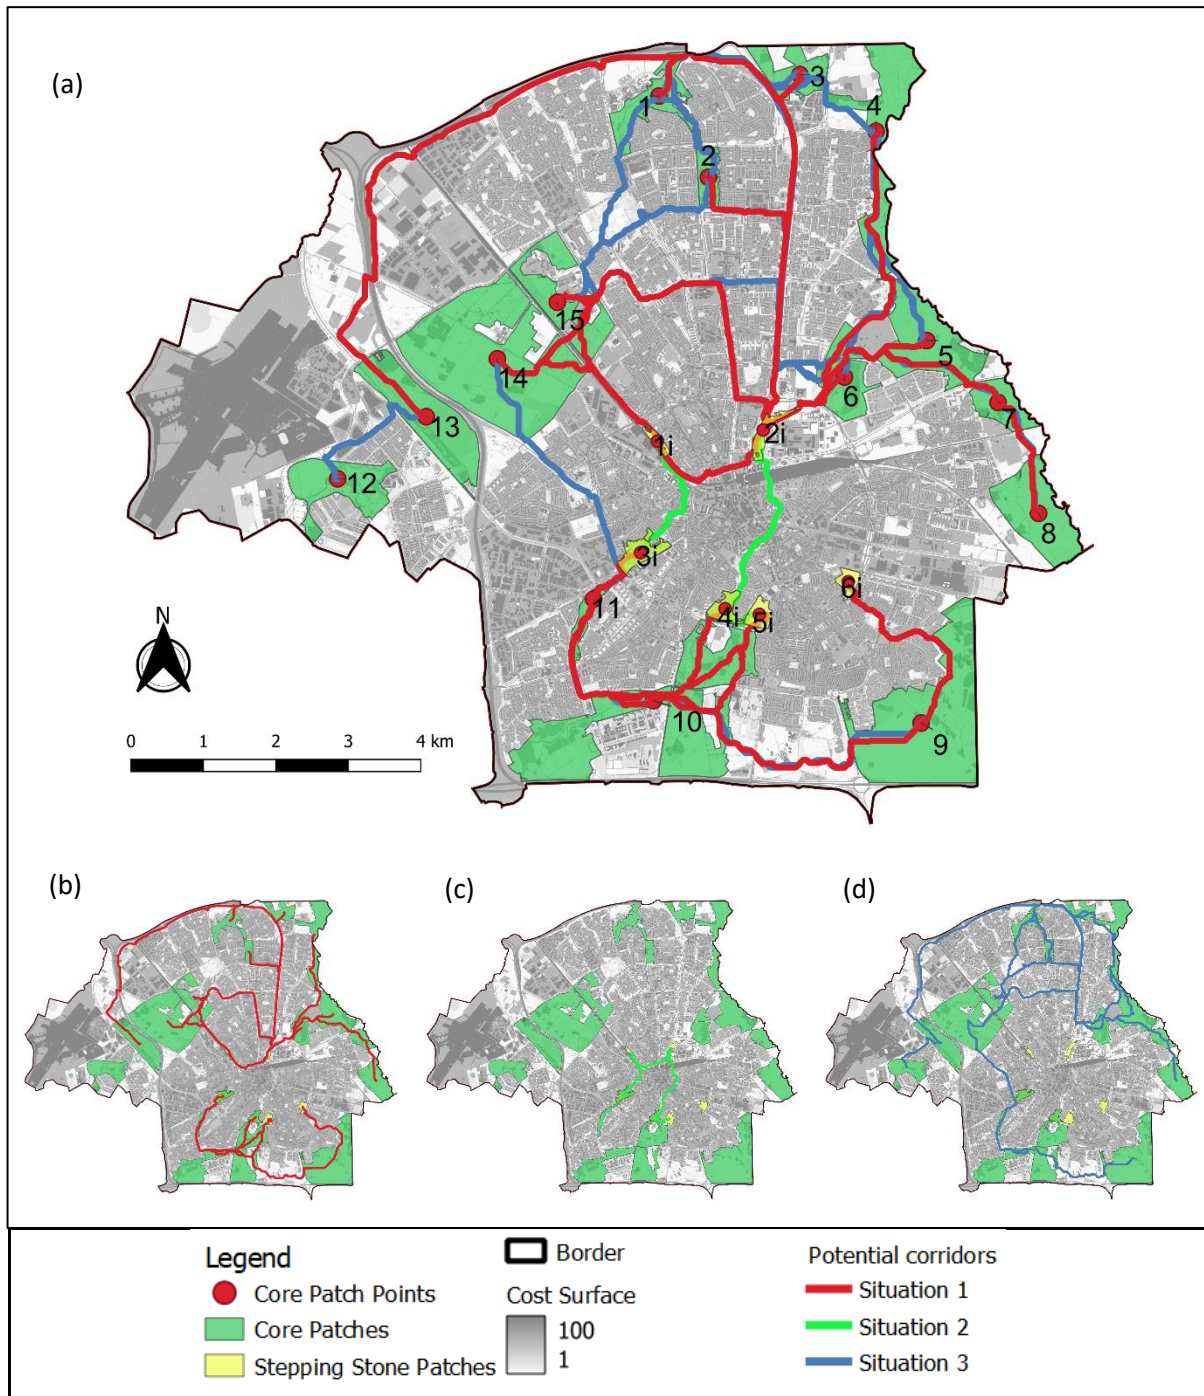 (a)
1
3
4
2
15
14
5
6
13
7
1i
2i
12
8
3i
6i
11
4i
5i
10
9
N
0 1 2 3 4 km
(b)
(c)
(d)
Legend
Core Patch Points
Core Patches
Stepping Stone Patches
Border
Cost Surface
100
1
Potential corridors
Situation 1
Situation 2
Situation 3